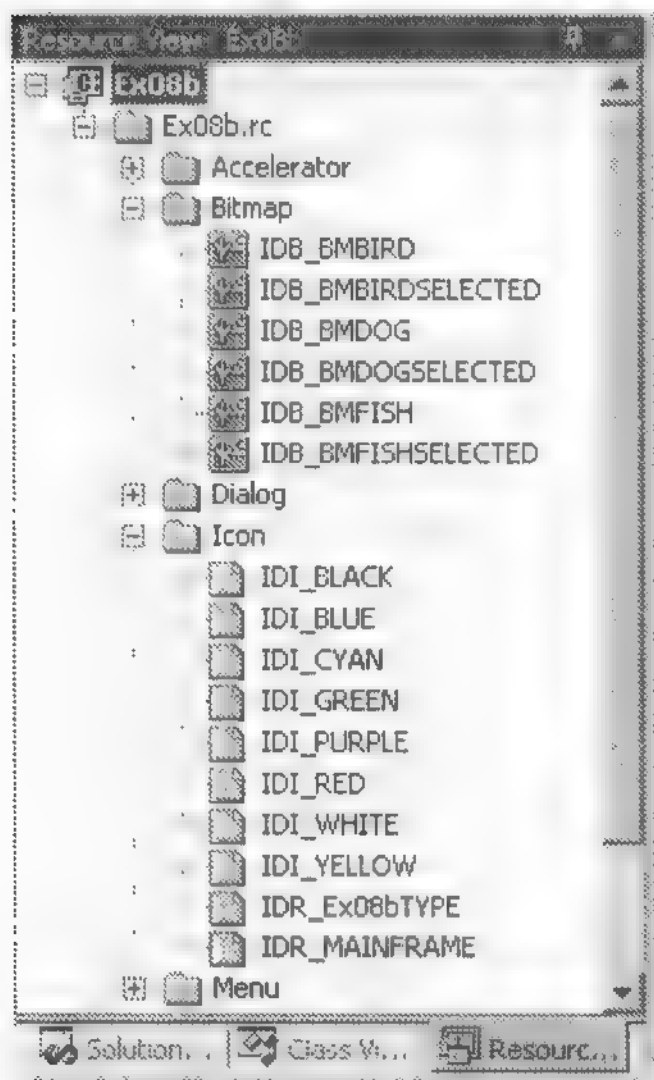 Resource View - Ex08b
Ex08b
Ex08b.rc
Accelerator
Bitmap
IDB_BMBIRD
IDB_BMBIRDSELECTED
IDB_BMDOG
IDB_BMDOGSELECTED
IDB_BMFISH
IDB_BMFISHSELECTED
Dialog
Icon
IDI_BLACK
IDI_BLUE
IDI_CYAN
IDI_GREEN
IDI_PURPLE
IDI_RED
IDI_WHITE
IDI_YELLOW
IDR_Ex08bTYPE
IDR_MAINFRAME
Menu
Solution... Class Vi... Resourc...